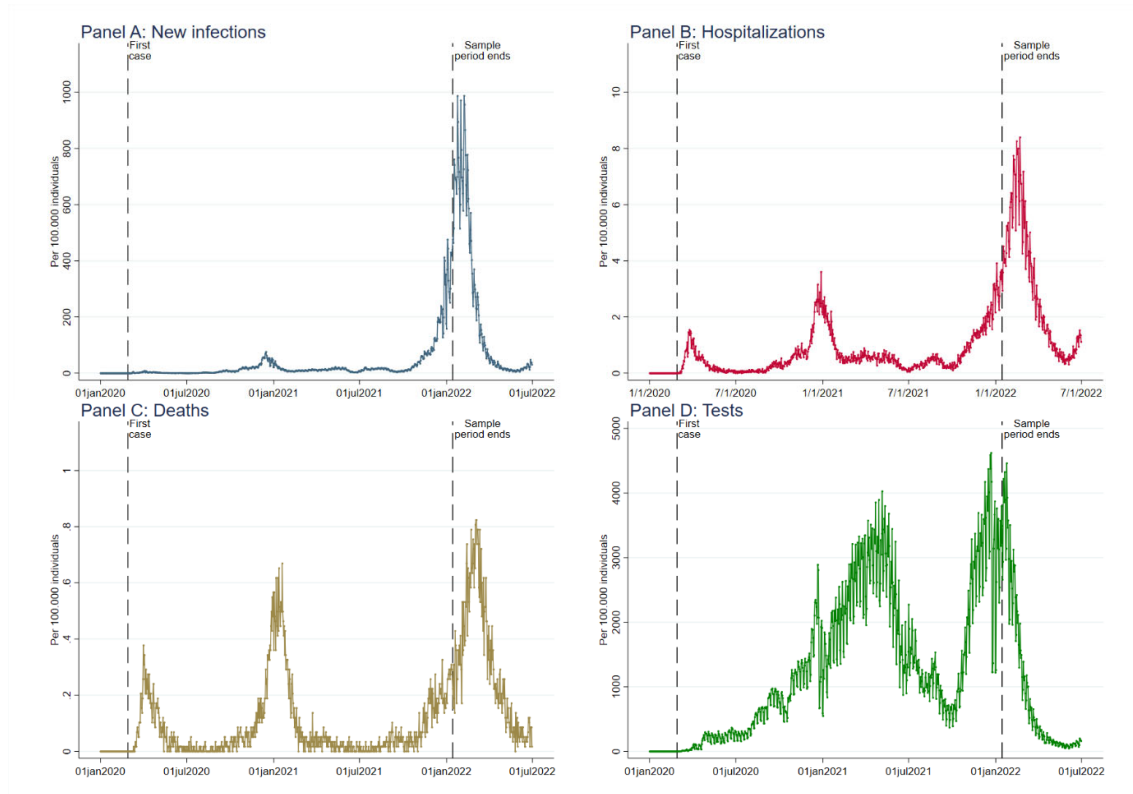 Panel A: New infections
First
case
Sample
period ends
Per 100.000 individuals
1000
800
600
400
200
0
01jan2020 01jul2020 01jan2021 01jul2021 01jan2022 01jul2022
Panel B: Hospitalizations
First
case
Sample
period ends
Per 100.000 individuals
10
8
6
4
2
0
1/1/2020 7/1/2020 1/1/2021 7/1/2021 1/1/2022 7/1/2022
Panel C: Deaths
First
case
Sample
period ends
Per 100.000 individuals
1
.8
.6
.4
.2
0
01jan2020 01jul2020 01jan2021 01jul2021 01jan2022 01jul2022
Panel D: Tests
First
case
Sample
period ends
Per 100.000 individuals
5000
4000
3000
2000
1000
0
01jan2020 01jul2020 01jan2021 01jul2021 01jan2022 01jul2022